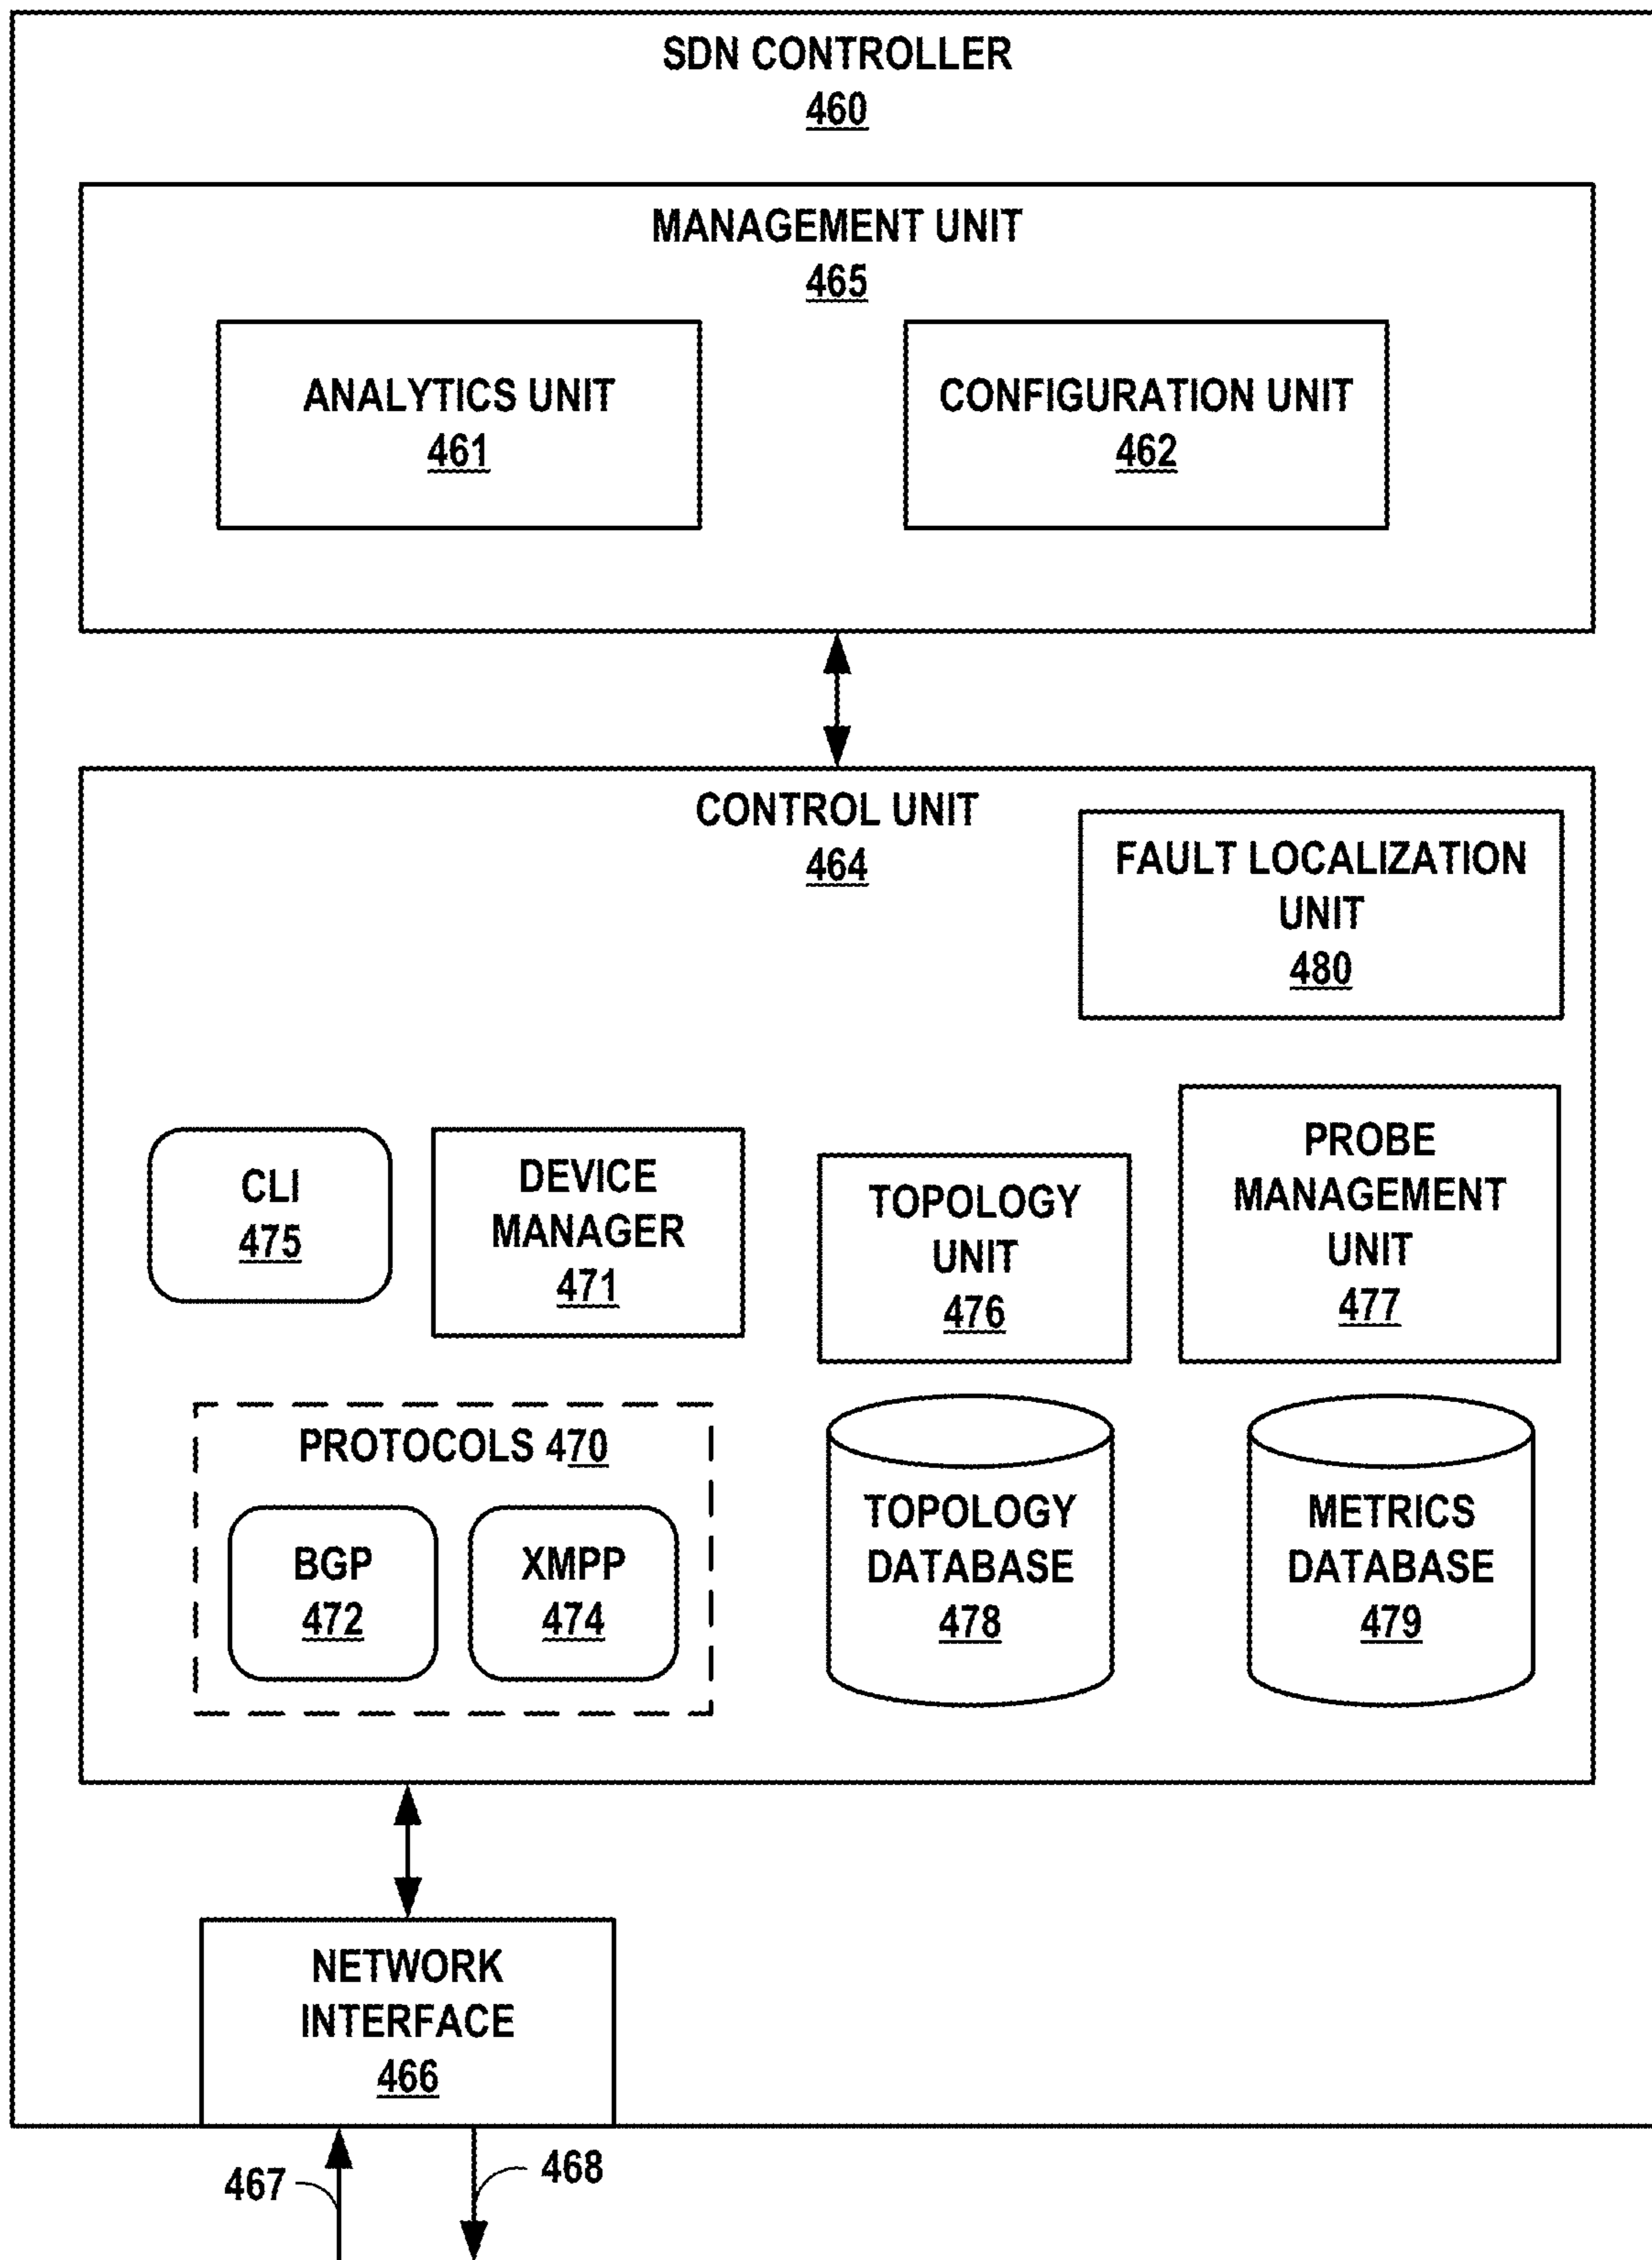 SDN CONTROLLER
460
MANAGEMENT UNIT
465
ANALYTICS UNIT
461
CONFIGURATION UNIT
462
CONTROL UNIT
464
FAULT LOCALIZATION
UNIT
480
CLI
475
DEVICE
MANAGER
471
TOPOLOGY
UNIT
476
PROBE
MANAGEMENT
UNIT
477
PROTOCOLS 470
BGP
472
XMPP
474
TOPOLOGY
DATABASE
478
METRICS
DATABASE
479
NETWORK
INTERFACE
466
467
468